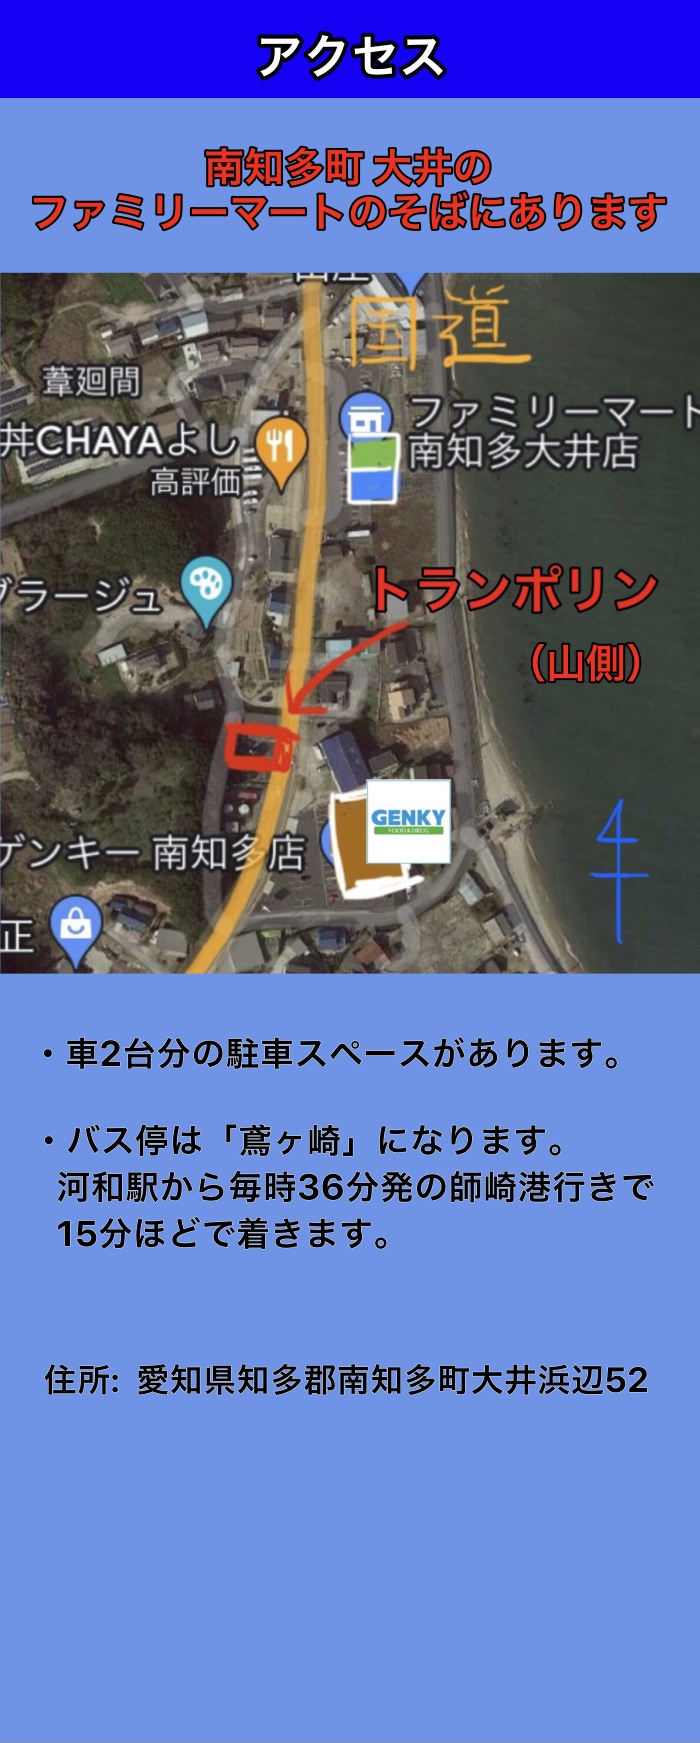 アクセス
南知多町 大井の
ファミリーマートのそばにあります
国道
葦廻間
ファミリーマート
南知多大井店
丼CHAYAよし
高評価
グラージュ
トランポリン
（山側）
GENKY
FOOD&DRUG
ゲンキー 南知多店
正
・車2台分の駐車スペースがあります。
・バス停は「鳶ヶ崎」になります。
河和駅から毎時36分発の師崎港行きで
15分ほどで着きます。
住所: 愛知県知多郡南知多町大井浜辺52